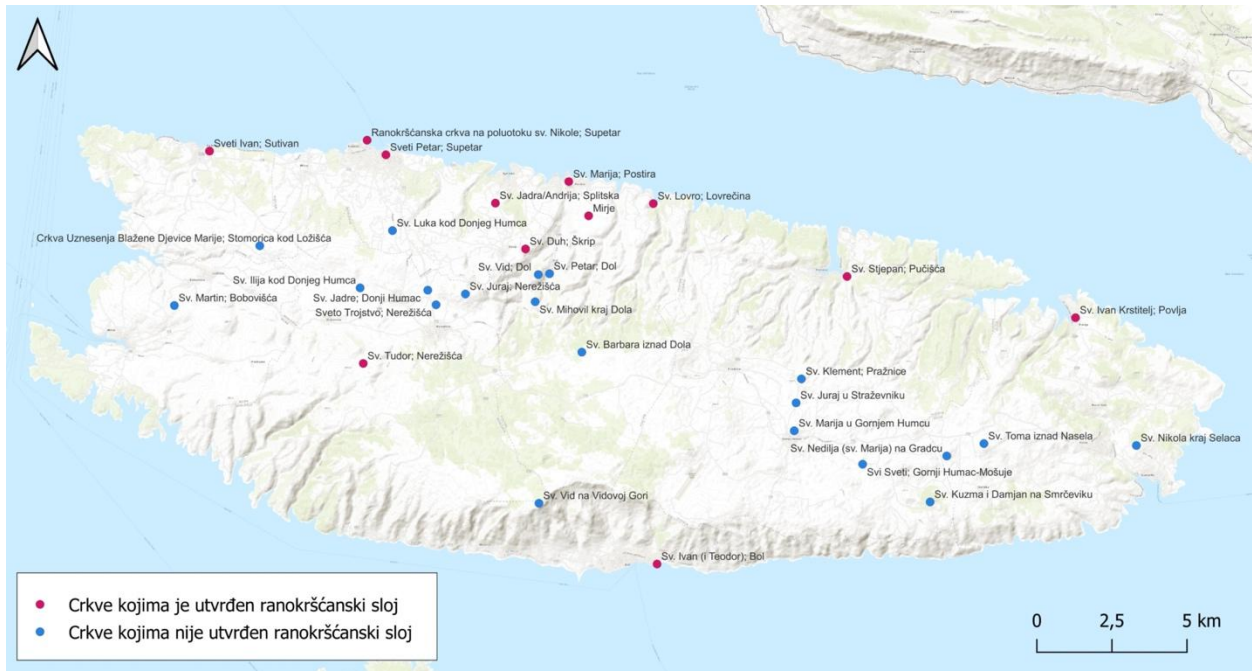 Ranokršćanska crkva na poluotoku sv. Nikole; Supetar
Sveti Ivan; Sutivan
Sveti Petar; Supetar
Sv. Marija; Postira
Sv. Jadra/Andrija; Splitska
Sv. Lovro; Lovrečina
Mirje
Sv. Luka kod Donjeg Humca
Crkva Uznesenja Blažene Djevice Marije; Stomorica kod Ložišća
Sv. Duh; Škrip
Sv. Vid; Dol
Sv. Petar; Dol
Sv. Stjepan; Pučišća
Sv. Ilija kod Donjeg Humca
Sv. Juraj; Nerežišća
Sv. Jadre; Donji Humac
Sv. Martin; Bobovišća
Sveto Trojstvo; Nerežišća
Sv. Mihovil kraj Dola
Sv. Ivan Krstitelj; Povlja
Sv. Barbara iznad Dola
Sv. Tudor; Nerežišća
Sv. Klement; Pražnice
Sv. Juraj u Straževniku
Sv. Marija u Gornjem Humcu
Sv. Toma iznad Nasela
Sv. Nikola kraj Selaca
Sv. Nedilja (sv. Marija) na Gradcu
Svi Sveti; Gornji Humac-Mošuje
Sv. Vid na Vidovoj Gori
Sv. Kuzma i Damjan na Smrčeviku
Sv. Ivan (i Teodor); Bol
Crkve kojima je utvrđen ranokršćanski sloj
Crkve kojima nije utvrđen ranokršćanski sloj
0 2,5 5 km